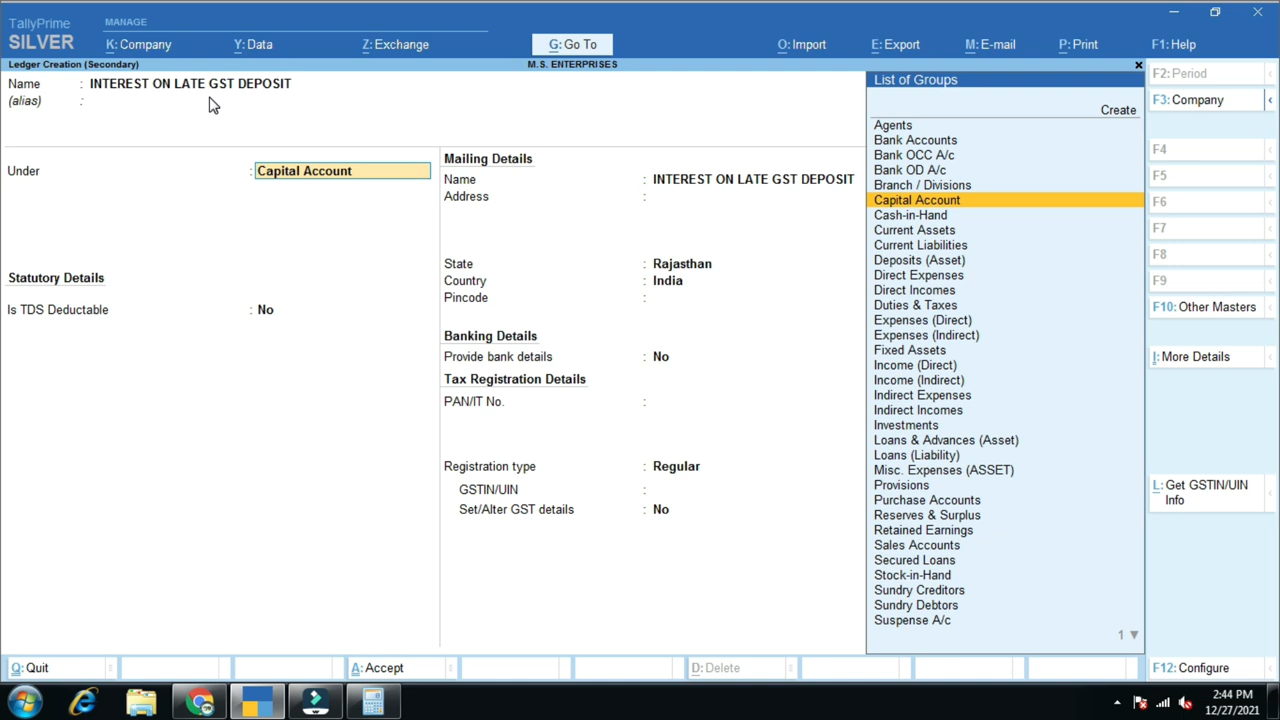 TallyPrime
MANAGE
SILVER
K: Company
Y: Data
Z: Exchange
G: Go To
O: Import
E: Export
M: E-mail
P: Print
F1: Help
Ledger Creation (Secondary)
M.S. ENTERPRISES
Name : INTEREST ON LATE GST DEPOSIT
(alias) :
Under : Capital Account
Statutory Details
Is TDS Deductable : No
Mailing Details
Name : INTEREST ON LATE GST DEPOSIT
Address :
State : Rajasthan
Country : India
Pincode :
Banking Details
Provide bank details : No
Tax Registration Details
PAN/IT No. :
Registration type : Regular
GSTIN/UIN :
Set/Alter GST details : No
List of Groups
Create
Agents
Bank Accounts
Bank OCC A/c
Bank OD A/c
Branch / Divisions
Capital Account
Cash-in-Hand
Current Assets
Current Liabilities
Deposits (Asset)
Direct Expenses
Direct Incomes
Duties & Taxes
Expenses (Direct)
Expenses (Indirect)
Fixed Assets
Income (Direct)
Income (Indirect)
Indirect Expenses
Indirect Incomes
Investments
Loans & Advances (Asset)
Loans (Liability)
Misc. Expenses (ASSET)
Provisions
Purchase Accounts
Reserves & Surplus
Retained Earnings
Sales Accounts
Secured Loans
Stock-in-Hand
Sundry Creditors
Sundry Debtors
Suspense A/c
1 ▼
F2: Period
F3: Company
F4
F5
F6
F7
F8
F9
F10: Other Masters
I: More Details
L: Get GSTIN/UIN
Info
Q: Quit
A: Accept
D: Delete
F12: Configure
2:44 PM
12/27/2021